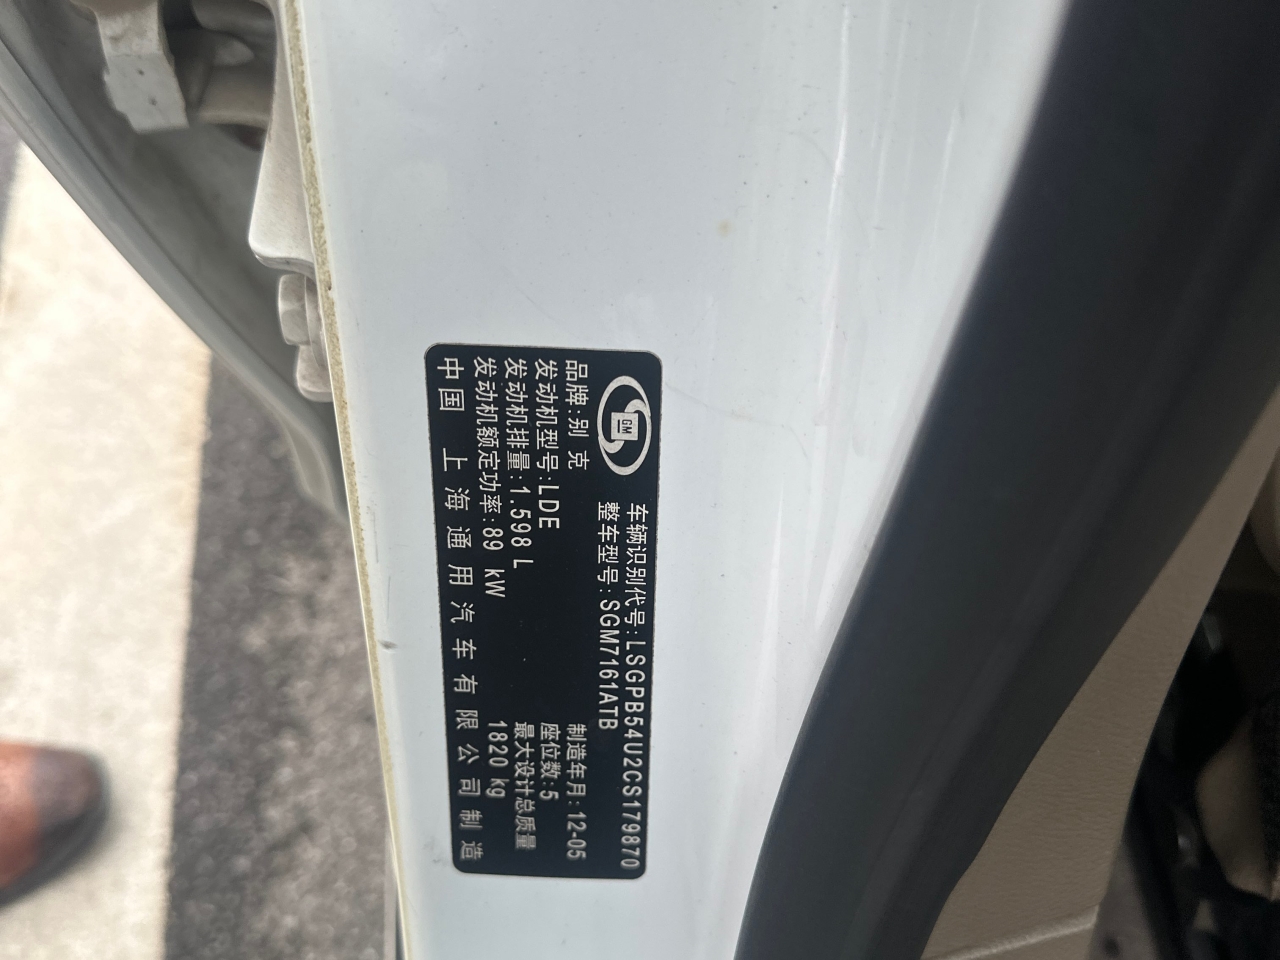 GM
车辆识别代号:LSGPB54U2CS179870
整车型号:SGM7161ATB
品牌:别 克
制造年月:12-05
发动机型号:LDE
座位数:5
发动机排量:1.598 L
最大设计总质量
发动机额定功率:89 kW
1820 kg
中国 上海通用汽车有限公司制造